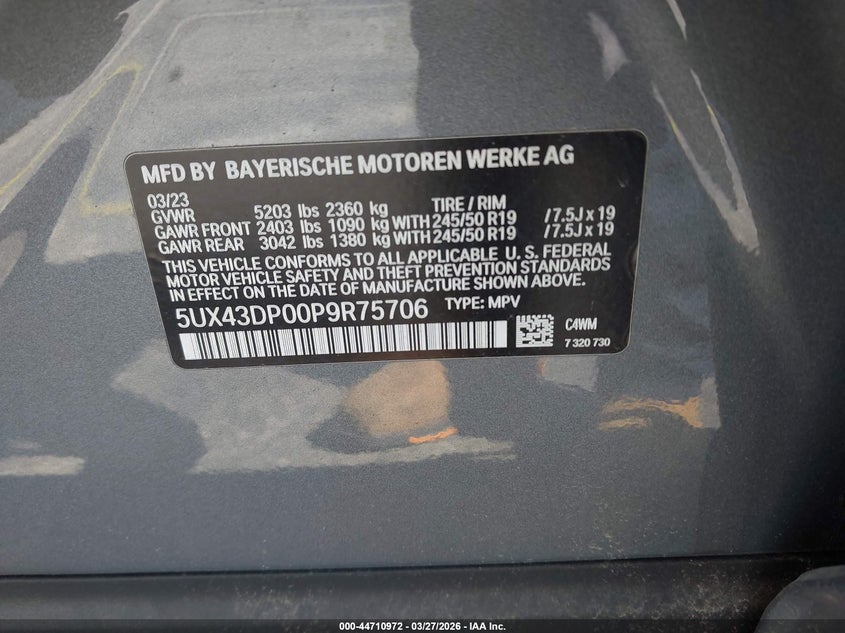 MFD BY BAYERISCHE MOTOREN WERKE AG
03/23 TIRE / RIM
GVWR 5203 lbs 2360 kg
GAWR FRONT 2403 lbs 1090 kg WITH 245/50 R19 /7.5J x 19
GAWR REAR 3042 lbs 1380 kg WITH 245/50 R19 /7.5J x 19
THIS VEHICLE CONFORMS TO ALL APPLICABLE U. S. FEDERAL
MOTOR VEHICLE SAFETY AND THEFT PREVENTION STANDARDS
IN EFFECT ON THE DATE OF MANUFACTURE SHOWN ABOVE.
5UX43DP00P9R75706 TYPE: MPV
C4WM
7 320 730
000-44710972 | 03/27/2026 | IAA Inc.